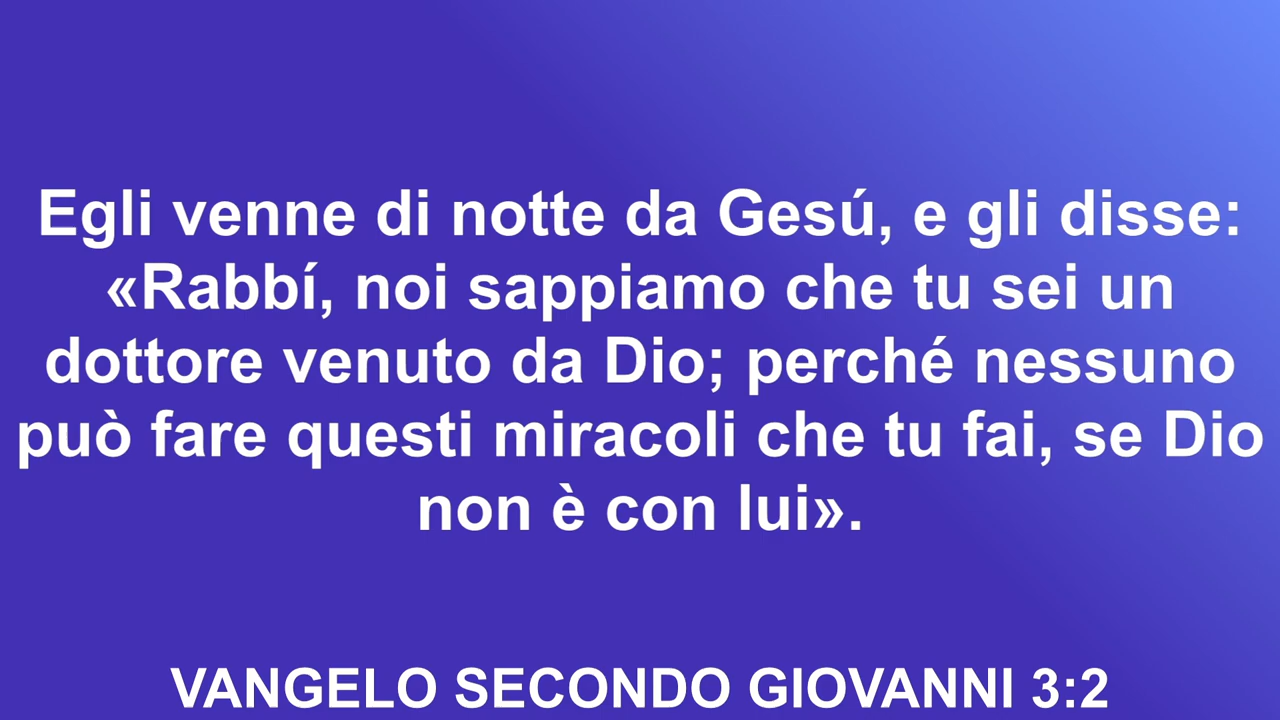 Egli venne di notte da Gesú, e gli disse:
«Rabbí, noi sappiamo che tu sei un
dottore venuto da Dio; perché nessuno
può fare questi miracoli che tu fai, se Dio
non è con lui».
VANGELO SECONDO GIOVANNI 3:2